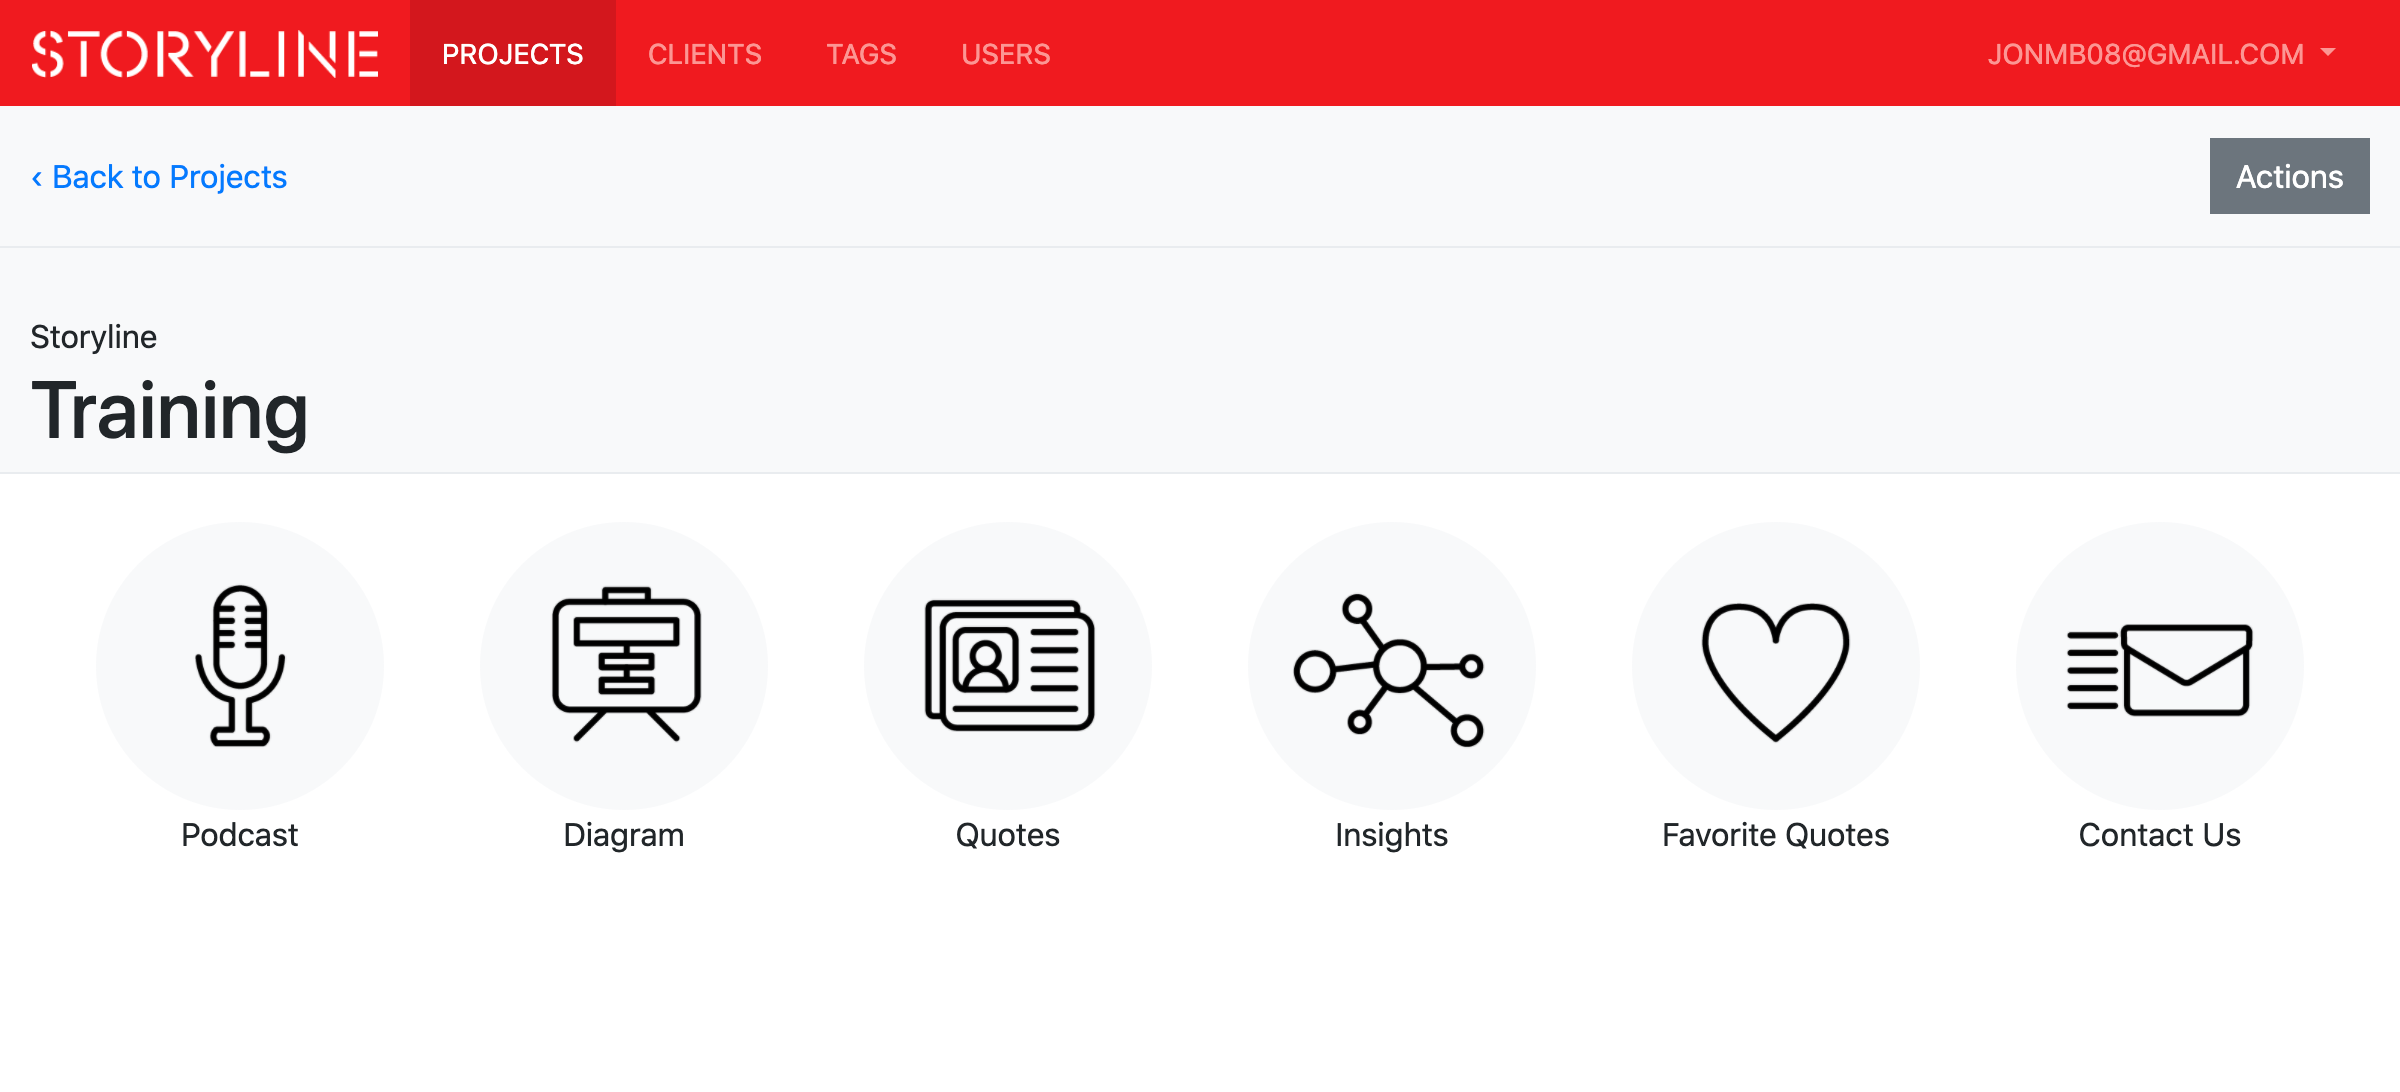 STORYLINE PROJECTS CLIENTS TAGS USERS JONMB08@GMAIL.COM
‹ Back to Projects Actions
Storyline
Training
Podcast Diagram Quotes Insights Favorite Quotes Contact Us